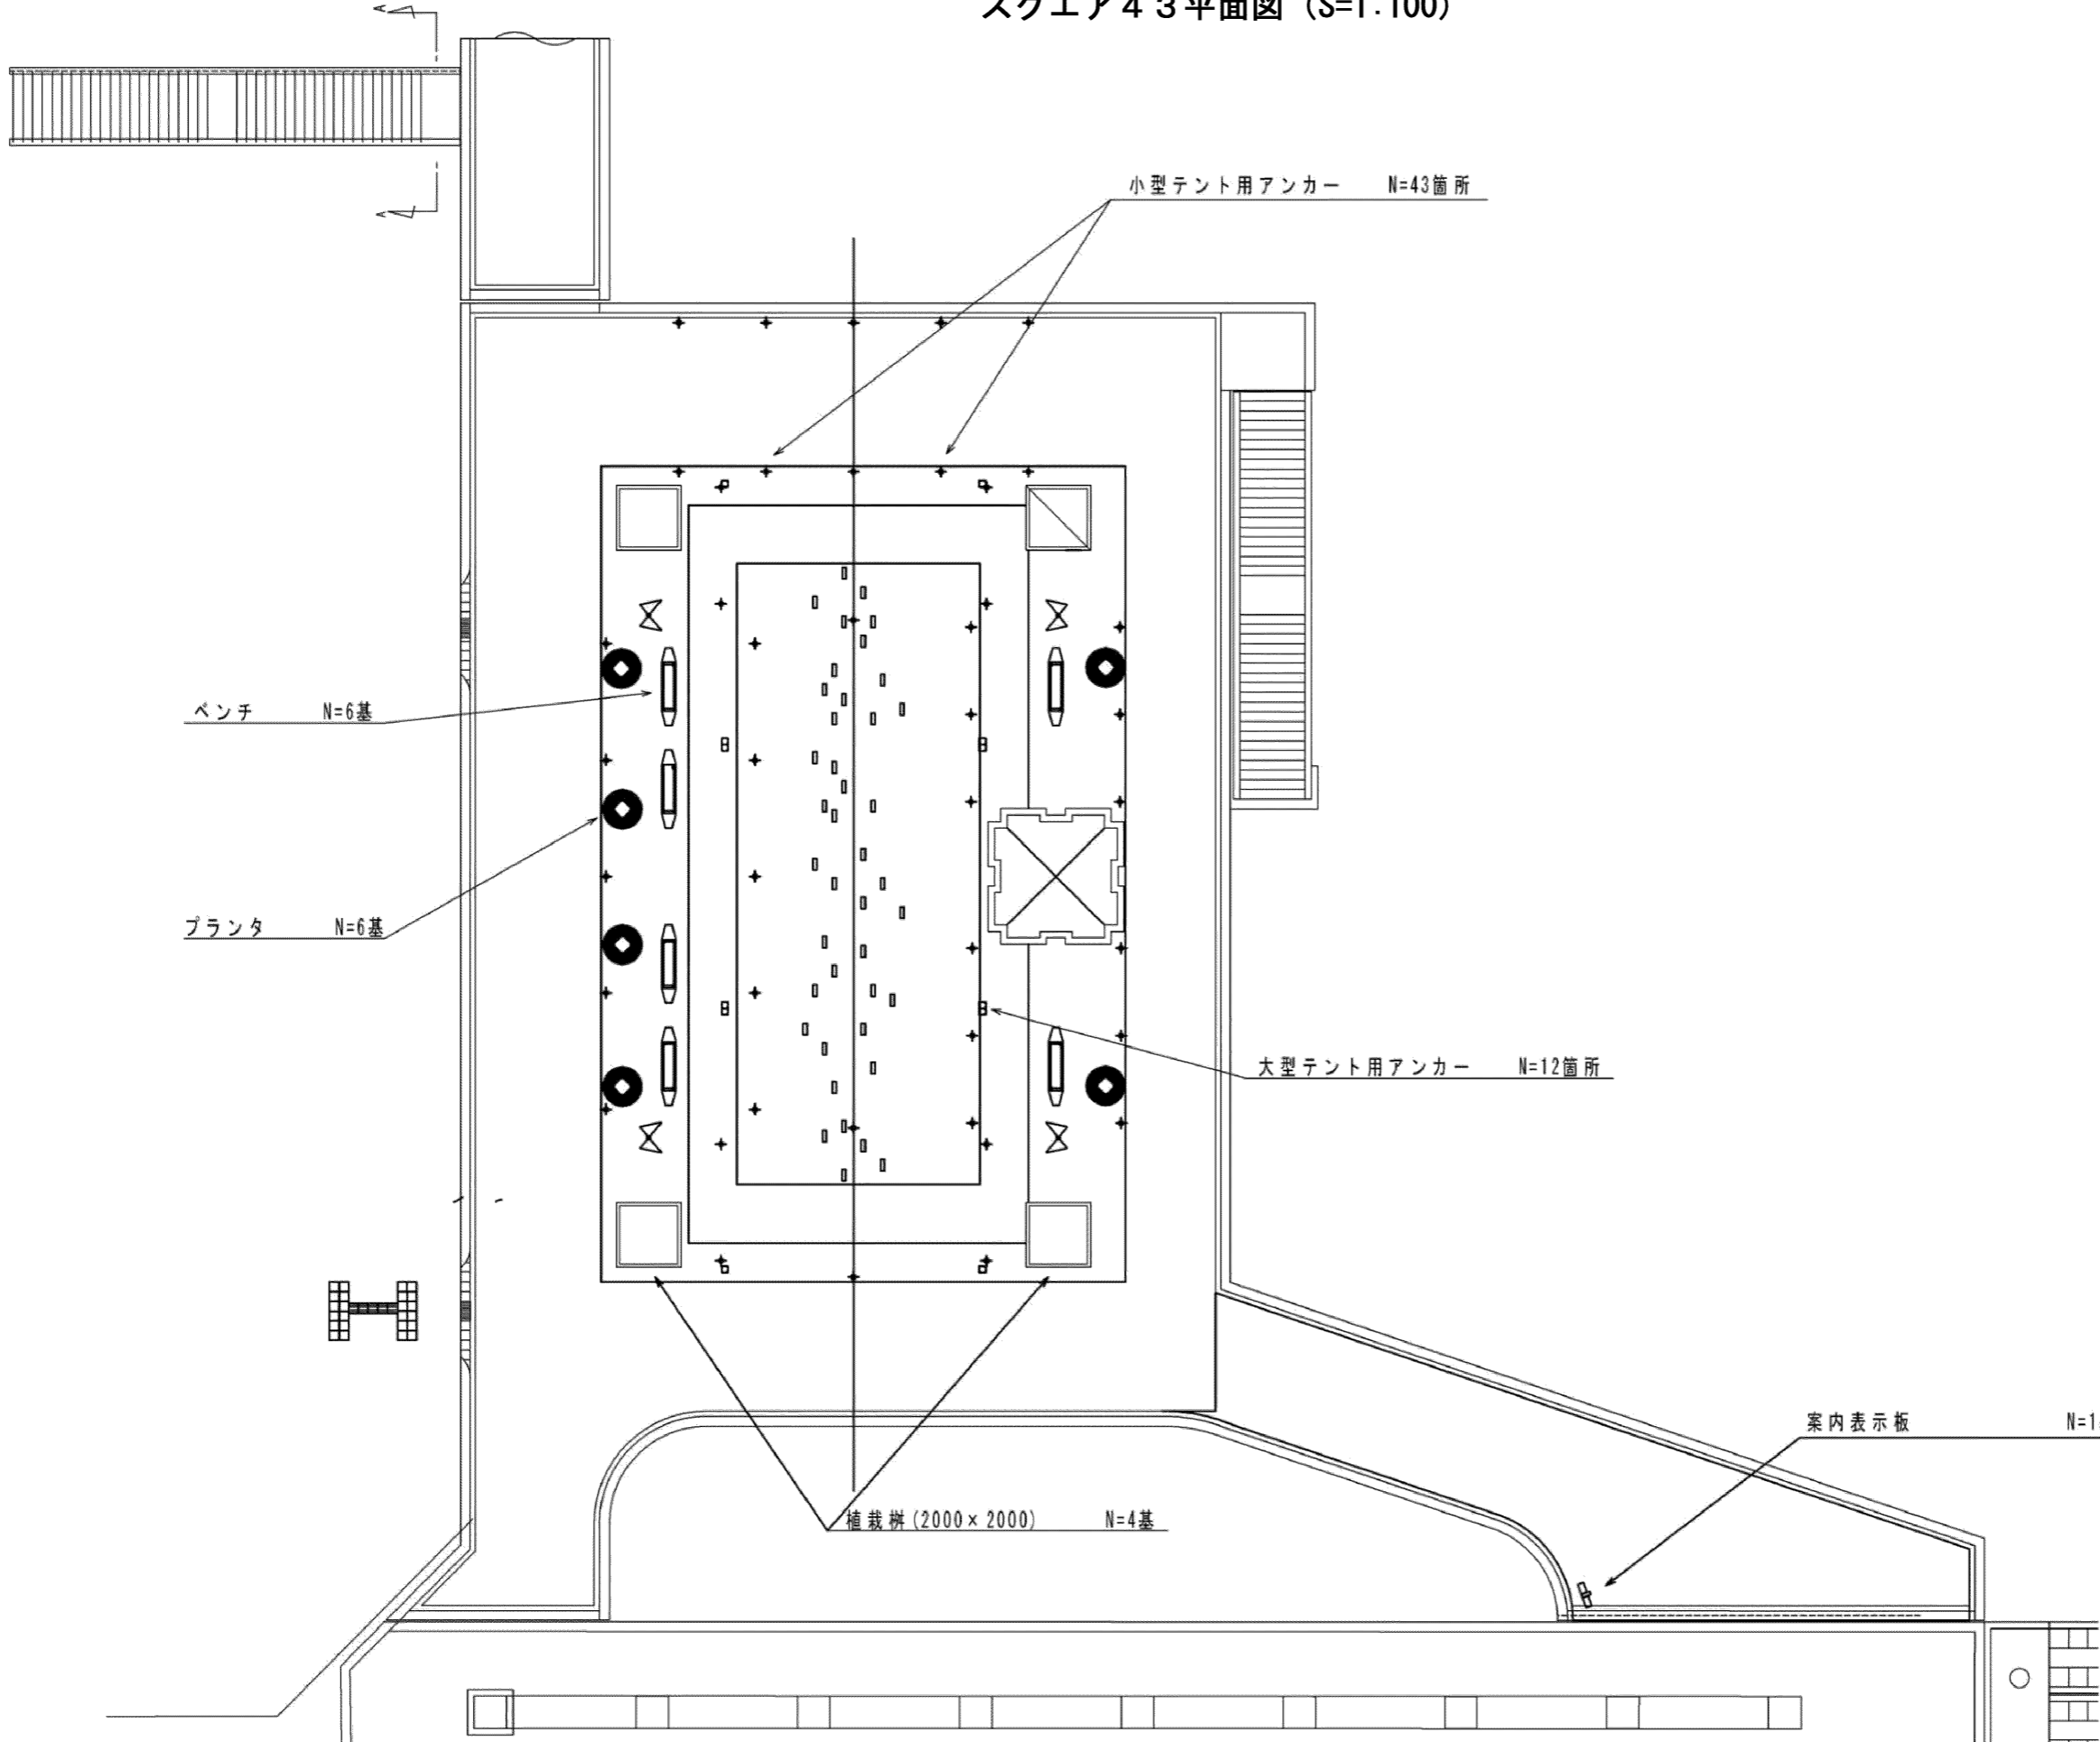 スクエア４３平面図（S=1:100）
A
A
小型テント用アンカー　N=43箇所
ベンチ　N=6基
プランタ　N=6基
大型テント用アンカー　N=12箇所
案内表示板　N=1
植栽桝(2000×2000)　N=4基